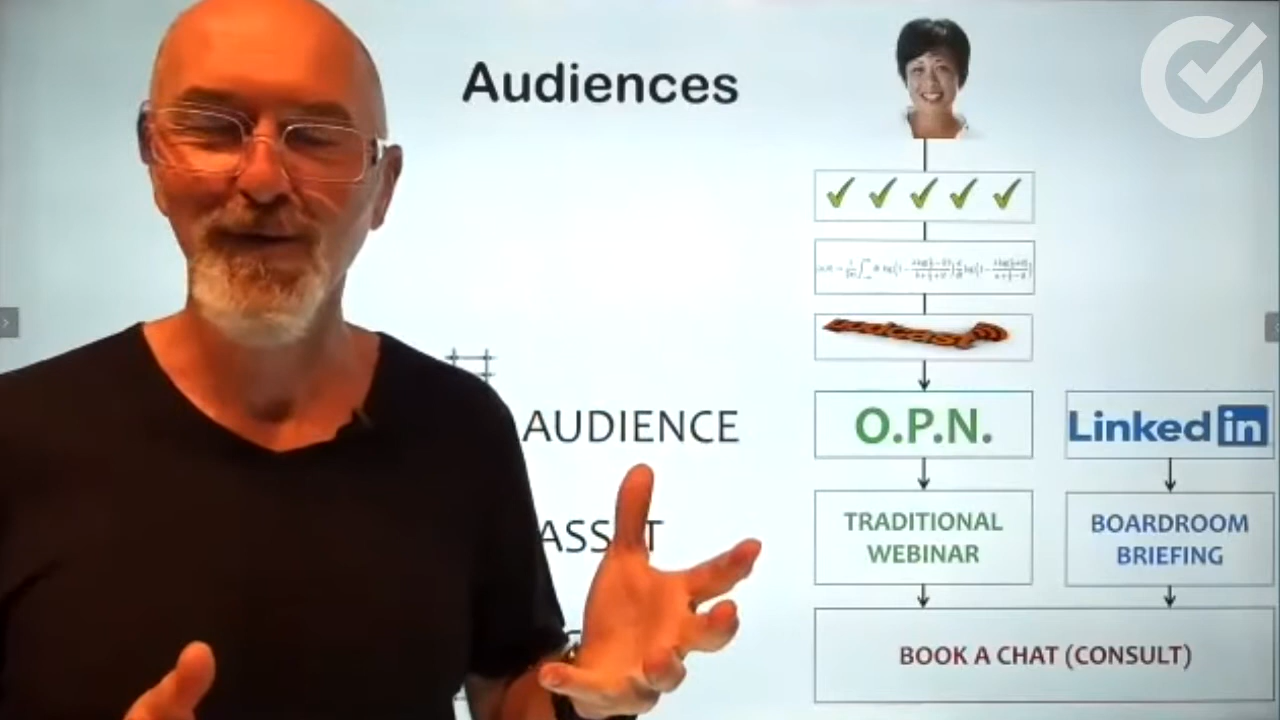 Audiences
podcast
AUDIENCE
O.P.N.
LinkedIn
TRADITIONAL
WEBINAR
BOARDROOM
BRIEFING
BOOK A CHAT (CONSULT)